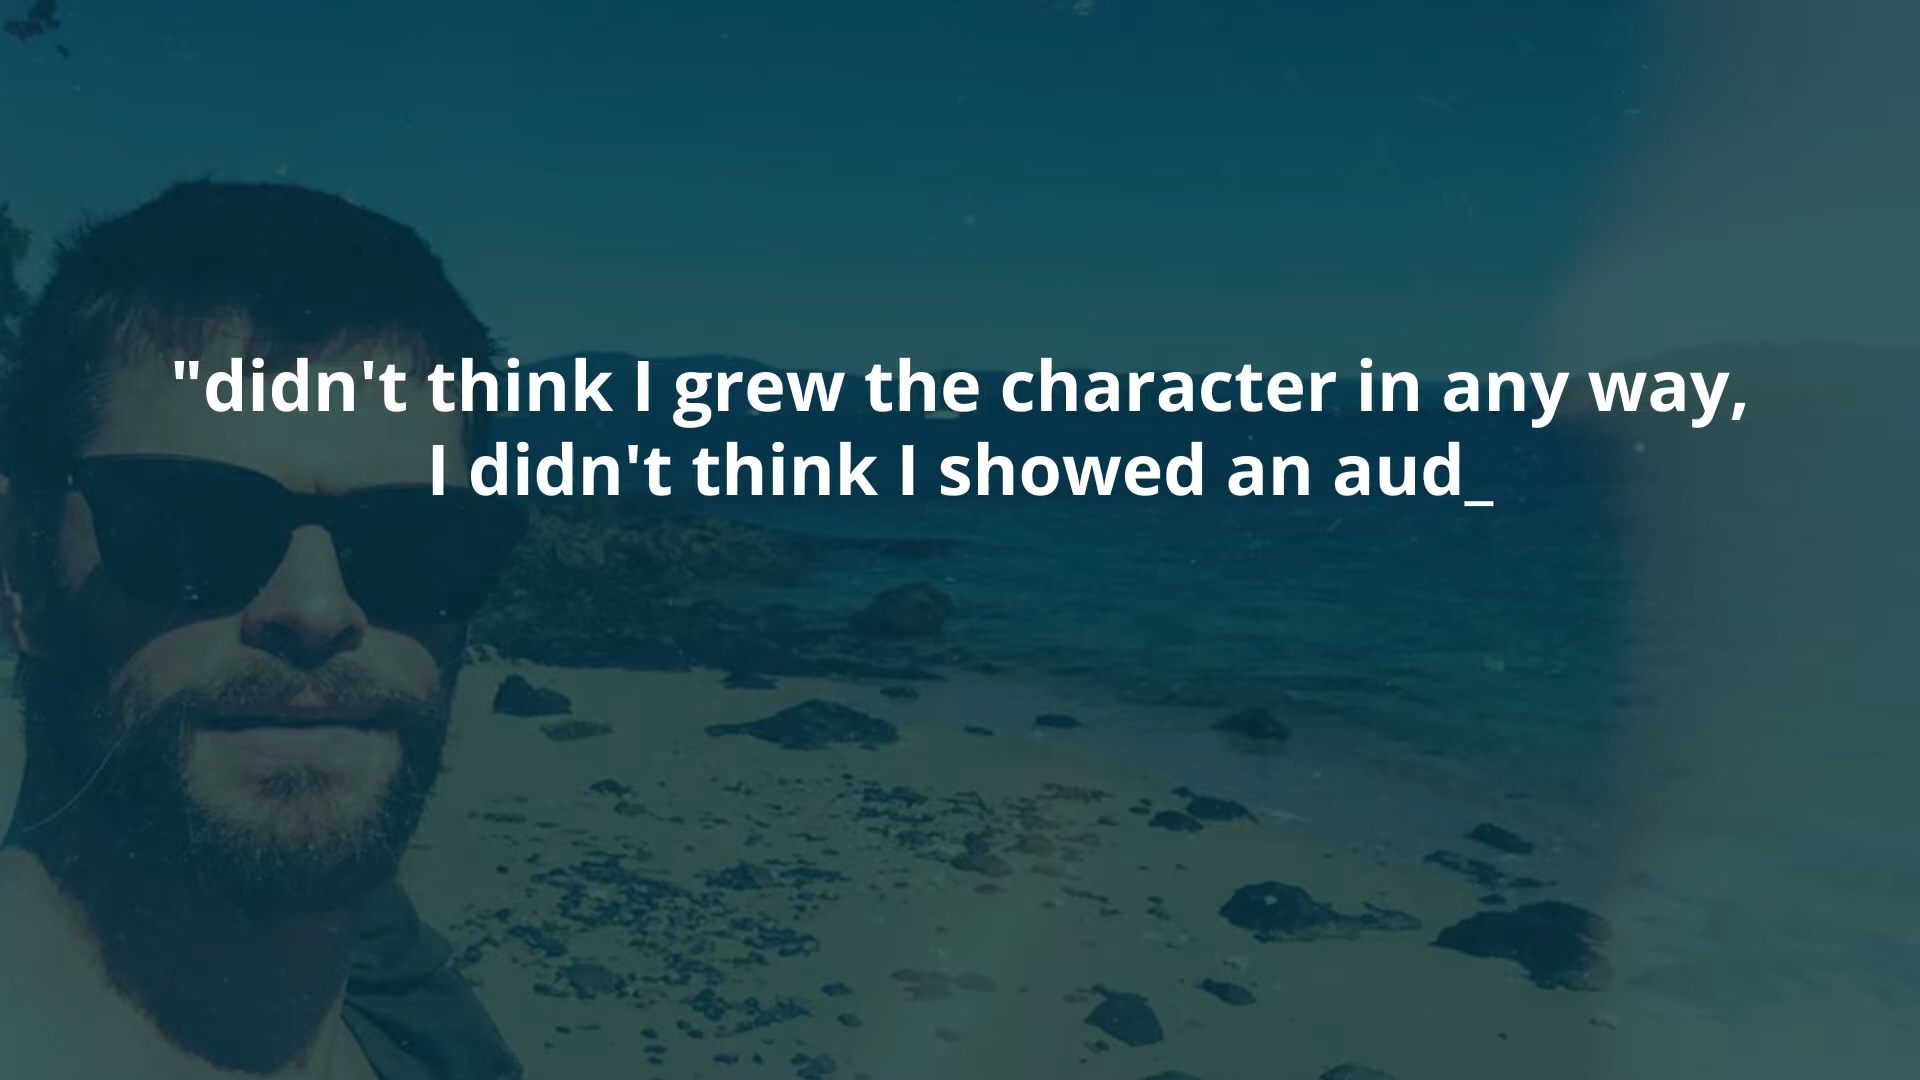 "didn't think I grew the character in any way,
I didn't think I showed an aud_